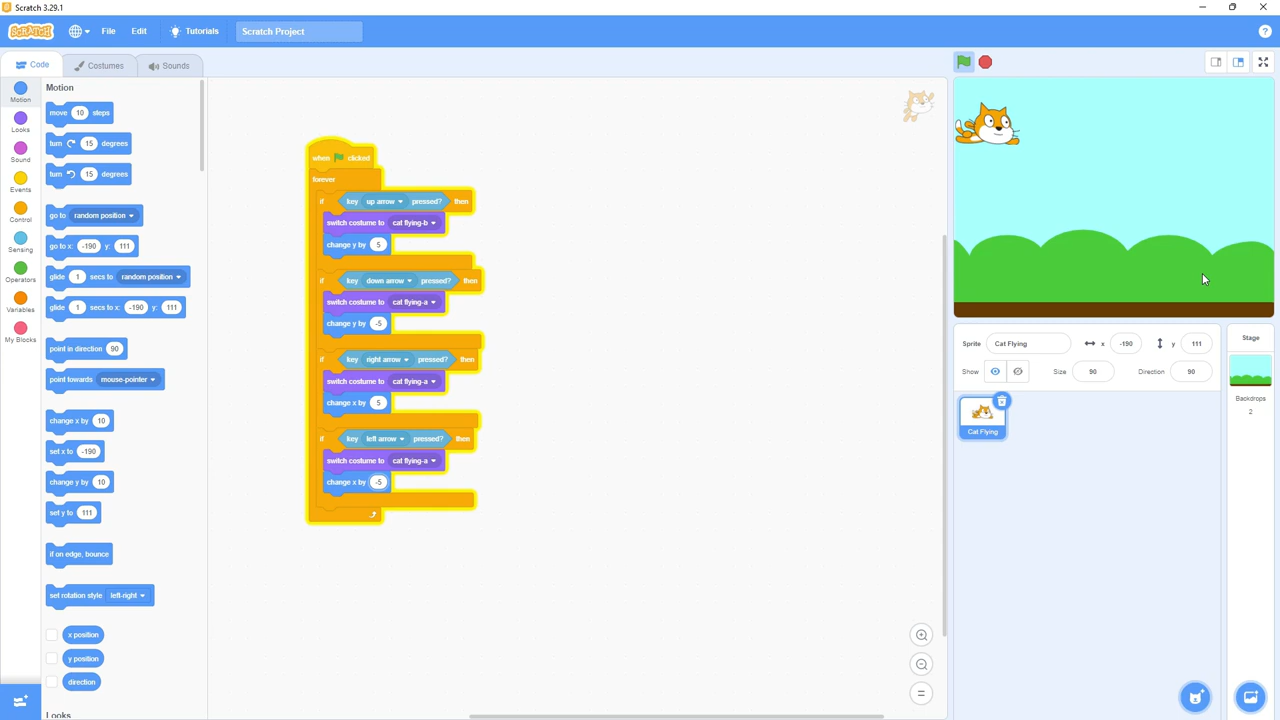 Scratch 3.29.1
SCRATCH File Edit Tutorials Scratch Project ?
Code Costumes Sounds
Motion
Looks
Sound
Events
Control
Sensing
Operators
Variables
My Blocks
Motion
move 10 steps
turn 15 degrees
turn 15 degrees
go to random position
go to x: -190 y: 111
glide 1 secs to random position
glide 1 secs to x: -190 y: 111
point in direction 90
point towards mouse-pointer
change x by 10
set x to -190
change y by 10
set y to 111
if on edge, bounce
set rotation style left-right
x position
y position
direction
Looks
when clicked
forever
if key up arrow pressed? then
switch costume to cat flying-b
change y by 5
if key down arrow pressed? then
switch costume to cat flying-a
change y by -5
if key right arrow pressed? then
switch costume to cat flying-a
change x by 5
if key left arrow pressed? then
switch costume to cat flying-a
change x by -5
Sprite Cat Flying x -190 y 111
Show Size 90 Direction 90
Cat Flying
Stage
Backdrops
2